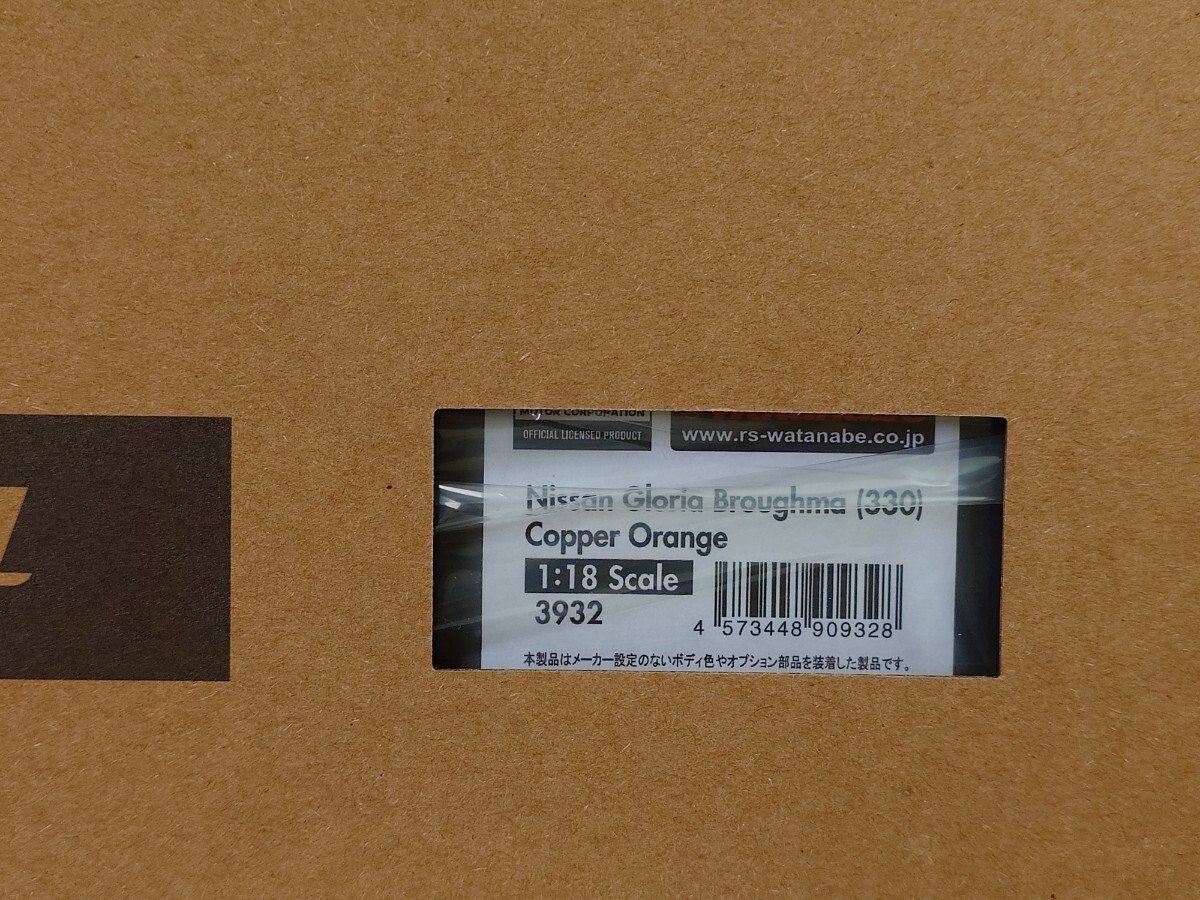 MOTOR CORPORATION
OFFICIAL LICENSED PRODUCT
www.rs-watanabe.co.jp
Nissan Gloria Broughma (330)
Copper Orange
1:18 Scale
3932
4 573448 909328
本製品はメーカー設定のないボディ色やオプション部品を装着した製品です。